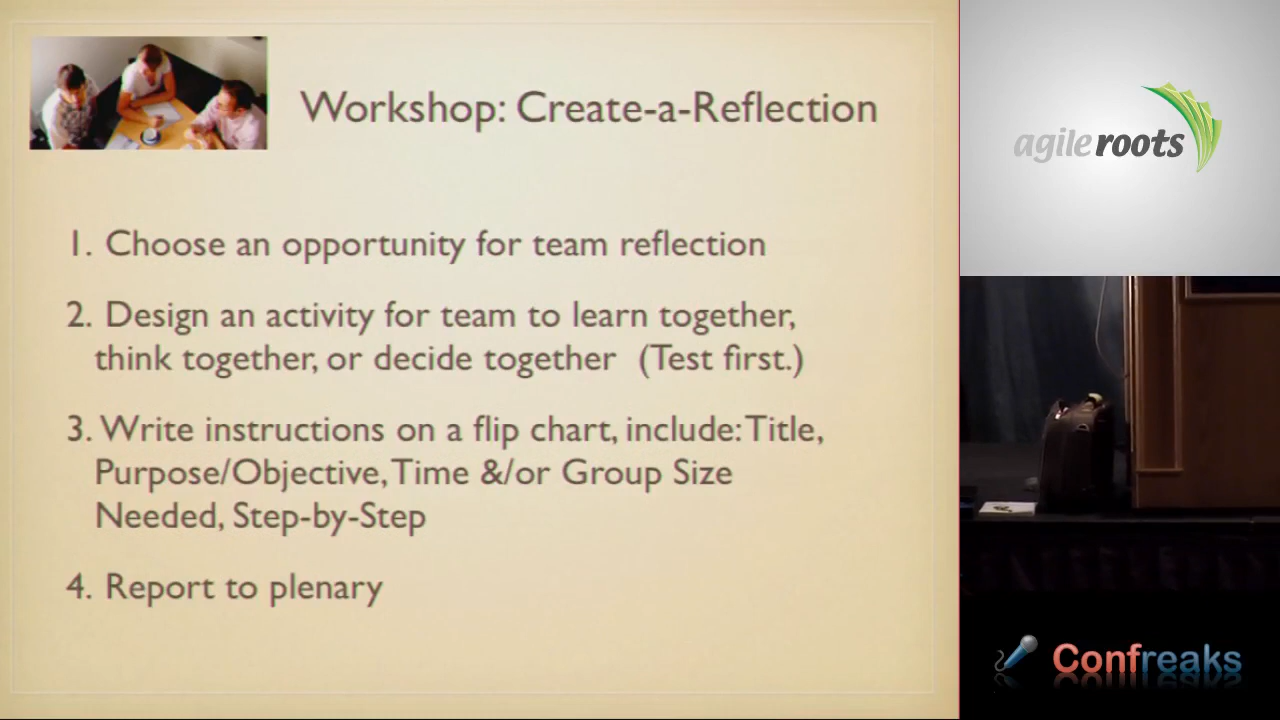 Workshop: Create-a-Reflection
1. Choose an opportunity for team reflection
2. Design an activity for team to learn together,
think together, or decide together (Test first.)
3. Write instructions on a flip chart, include: Title,
Purpose/Objective, Time &/or Group Size
Needed, Step-by-Step
4. Report to plenary
agile roots
Confreaks